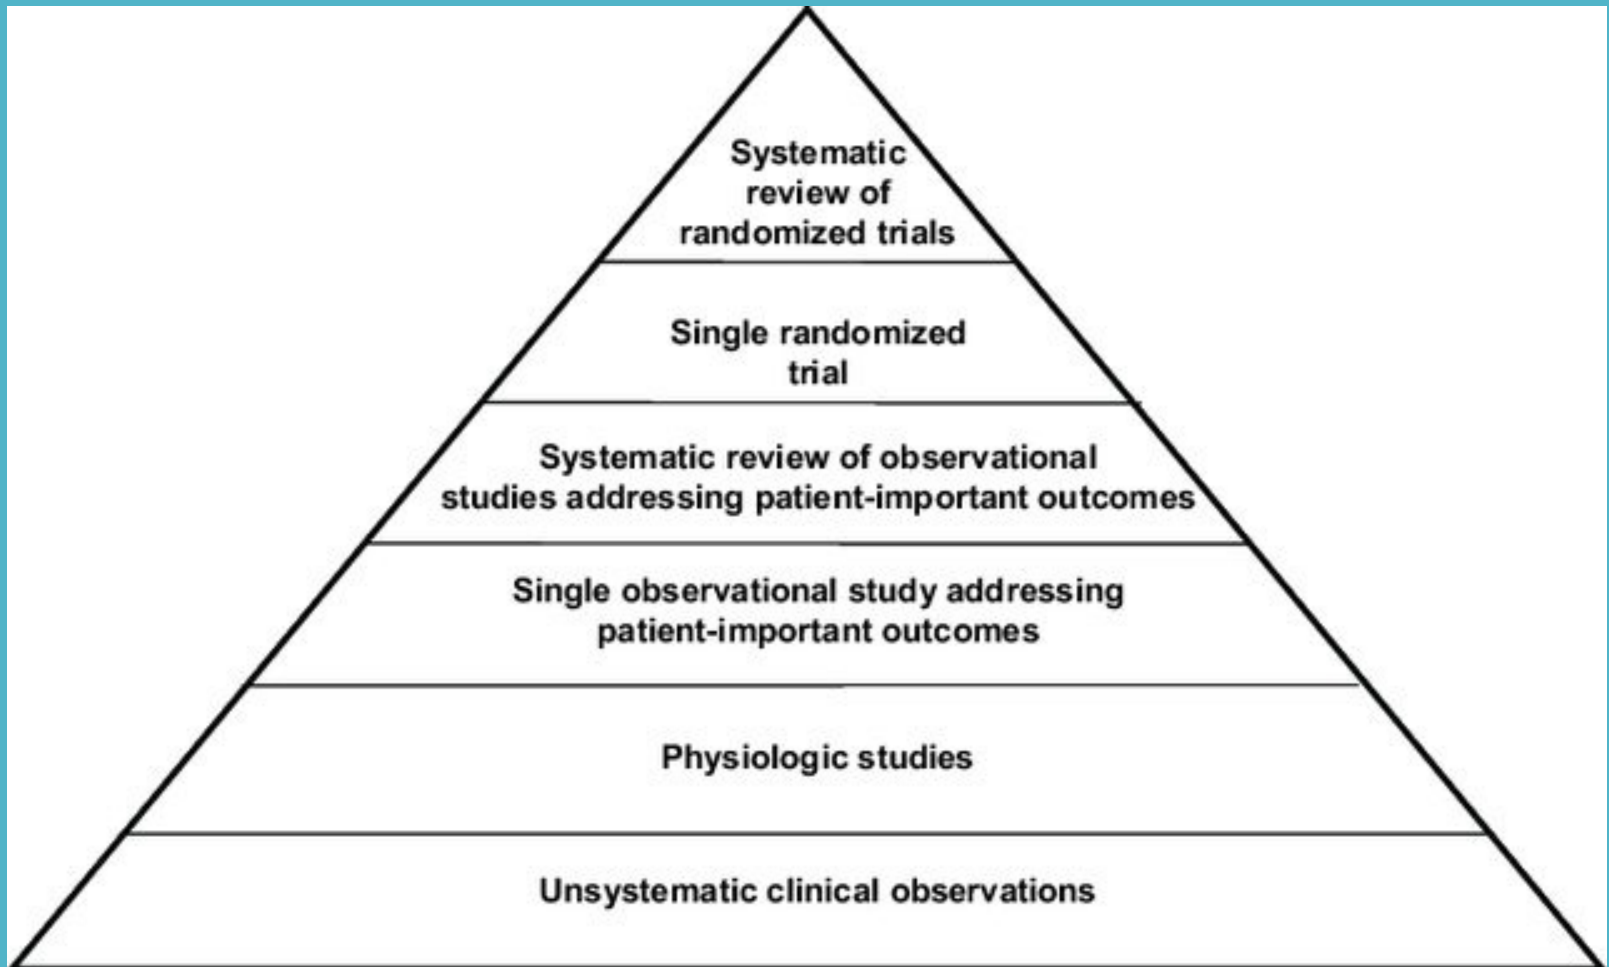 Systematic
review of
randomized trials
Single randomized
trial
Systematic review of observational
studies addressing patient-important outcomes
Single observational study addressing
patient-important outcomes
Physiologic studies
Unsystematic clinical observations